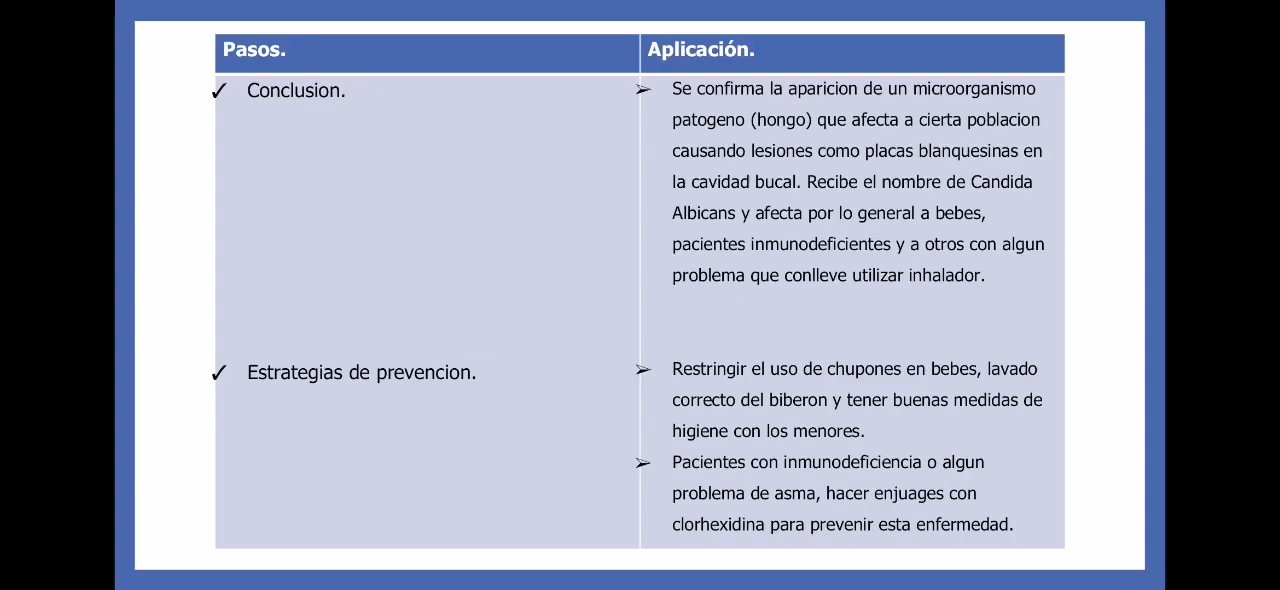 Pasos.
Aplicación.
✓ Conclusion.
➢ Se confirma la aparicion de un microorganismo
patogeno (hongo) que afecta a cierta poblacion
causando lesiones como placas blanquesinas en
la cavidad bucal. Recibe el nombre de Candida
Albicans y afecta por lo general a bebes,
pacientes inmunodeficientes y a otros con algun
problema que conlleve utilizar inhalador.
✓ Estrategias de prevencion.
➢ Restringir el uso de chupones en bebes, lavado
correcto del biberon y tener buenas medidas de
higiene con los menores.
➢ Pacientes con inmunodeficiencia o algun
problema de asma, hacer enjuages con
clorhexidina para prevenir esta enfermedad.